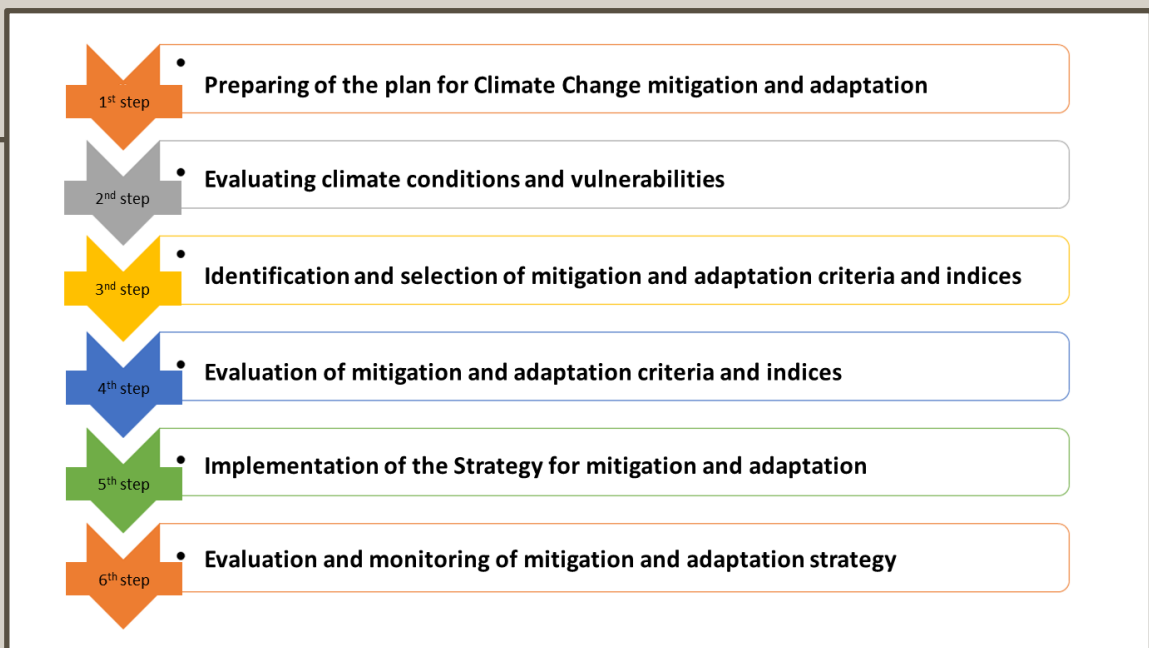 1st step
• Preparing of the plan for Climate Change mitigation and adaptation
2nd step
• Evaluating climate conditions and vulnerabilities
3nd step
• Identification and selection of mitigation and adaptation criteria and indices
4th step
• Evaluation of mitigation and adaptation criteria and indices
5th step
• Implementation of the Strategy for mitigation and adaptation
6th step
• Evaluation and monitoring of mitigation and adaptation strategy